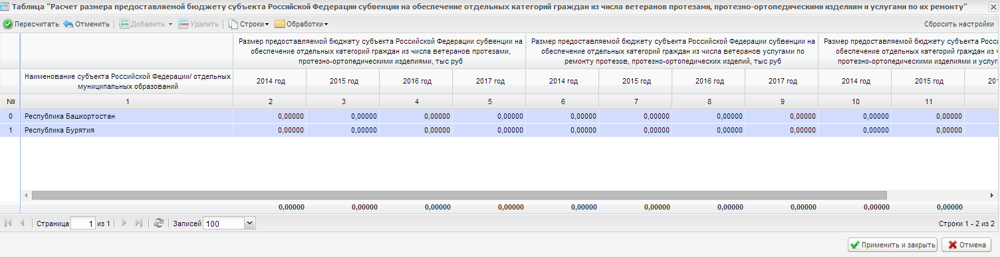 Таблица "Расчет размера предоставляемой бюджету субъекта Российской Федерации субвенции на обеспечение отдельных категорий граждан из числа ветеранов протезами, протезно-ортопедическими изделиям и услугами по их ремонту"
Пересчитать Отменить Добавить Удалить Строки Обработки Сбросить настройки
Размер предоставляемой бюджету субъекта Российской Федерации субвенции на
обеспечение отдельных категорий граждан из числа ветеранов протезами,
протезно-ортопедическими изделиями, тыс руб
Размер предоставляемой бюджету субъекта Российской Федерации субвенции на
обеспечение отдельных категорий граждан из числа ветеранов услугами по
ремонту протезов, протезно-ортопедических изделий, тыс руб
Размер предоставляемой бюджету субъекта Росс
обеспечение отдельных категорий граждан из ч
протезно-ортопедическими изделиями и услуга
Наименование субъекта Российской Федерации/ отдельных
муниципальных образований
2014 год 2015 год 2016 год 2017 год 2014 год 2015 год 2016 год 2017 год 2014 год 2015 год 201
№ 1 2 3 4 5 6 7 8 9 10 11
0 Республика Башкортостан 0,00000 0,00000 0,00000 0,00000 0,00000 0,00000 0,00000 0,00000 0,00000 0,00000
1 Республика Бурятия 0,00000 0,00000 0,00000 0,00000 0,00000 0,00000 0,00000 0,00000 0,00000 0,00000
0,00000 0,00000 0,00000 0,00000 0,00000 0,00000 0,00000 0,00000 0,00000 0,00000
Страница 1 из 1 Записей 100 Строки 1 - 2 из 2
Применить и закрыть Отмена